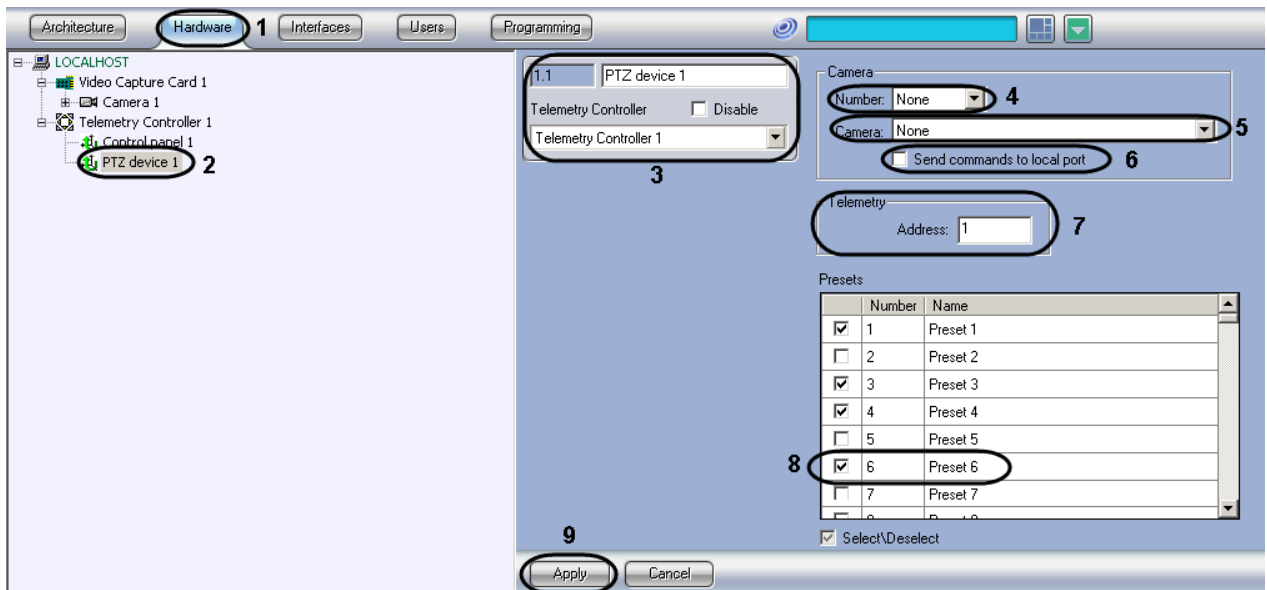 Architecture Hardware 1 Interfaces Users Programming
LOCALHOST
Video Capture Card 1
Camera 1
Telemetry Controller 1
Control panel 1
PTZ device 1 2
1.1 PTZ device 1
Telemetry Controller Disable
Telemetry Controller 1
3
Camera
Number: None 4
Camera: None 5
Send commands to local port 6
Telemetry
Address: 1 7
Presets
Number Name
1 Preset 1
2 Preset 2
3 Preset 3
4 Preset 4
5 Preset 5
8 6 Preset 6
7 Preset 7
Select\Deselect
9
Apply Cancel